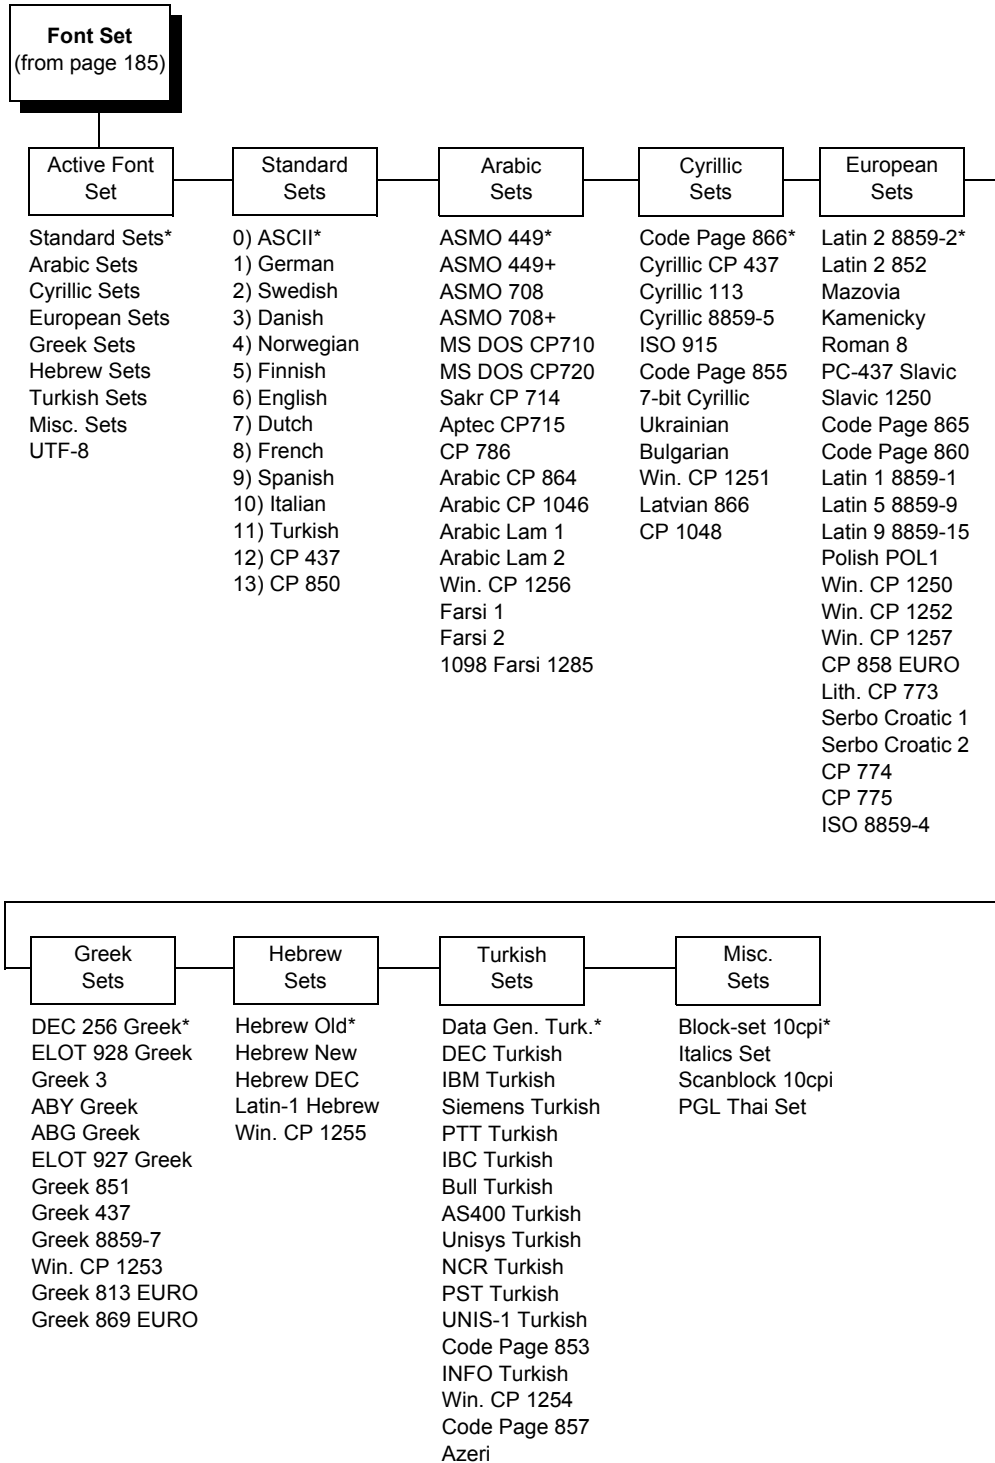 Font Set
(from page 185)
Active Font
Set
Standard Sets*
Arabic Sets
Cyrillic Sets
European Sets
Greek Sets
Hebrew Sets
Turkish Sets
Misc. Sets
UTF-8
Standard
Sets
0) ASCII*
1) German
2) Swedish
3) Danish
4) Norwegian
5) Finnish
6) English
7) Dutch
8) French
9) Spanish
10) Italian
11) Turkish
12) CP 437
13) CP 850
Arabic
Sets
ASMO 449*
ASMO 449+
ASMO 708
ASMO 708+
MS DOS CP710
MS DOS CP720
Sakr CP 714
Aptec CP715
CP 786
Arabic CP 864
Arabic CP 1046
Arabic Lam 1
Arabic Lam 2
Win. CP 1256
Farsi 1
Farsi 2
1098 Farsi 1285
Cyrillic
Sets
Code Page 866*
Cyrillic CP 437
Cyrillic 113
Cyrillic 8859-5
ISO 915
Code Page 855
7-bit Cyrillic
Ukrainian
Bulgarian
Win. CP 1251
Latvian 866
CP 1048
European
Sets
Latin 2 8859-2*
Latin 2 852
Mazovia
Kamenicky
Roman 8
PC-437 Slavic
Slavic 1250
Code Page 865
Code Page 860
Latin 1 8859-1
Latin 5 8859-9
Latin 9 8859-15
Polish POL1
Win. CP 1250
Win. CP 1252
Win. CP 1257
CP 858 EURO
Lith. CP 773
Serbo Croatic 1
Serbo Croatic 2
CP 774
CP 775
ISO 8859-4
Greek
Sets
DEC 256 Greek*
ELOT 928 Greek
Greek 3
ABY Greek
ABG Greek
ELOT 927 Greek
Greek 851
Greek 437
Greek 8859-7
Win. CP 1253
Greek 813 EURO
Greek 869 EURO
Hebrew
Sets
Hebrew Old*
Hebrew New
Hebrew DEC
Latin-1 Hebrew
Win. CP 1255
Turkish
Sets
Data Gen. Turk.*
DEC Turkish
IBM Turkish
Siemens Turkish
PTT Turkish
IBC Turkish
Bull Turkish
AS400 Turkish
Unisys Turkish
NCR Turkish
PST Turkish
UNIS-1 Turkish
Code Page 853
INFO Turkish
Win. CP 1254
Code Page 857
Azeri
Misc.
Sets
Block-set 10cpi*
Italics Set
Scanblock 10cpi
PGL Thai Set